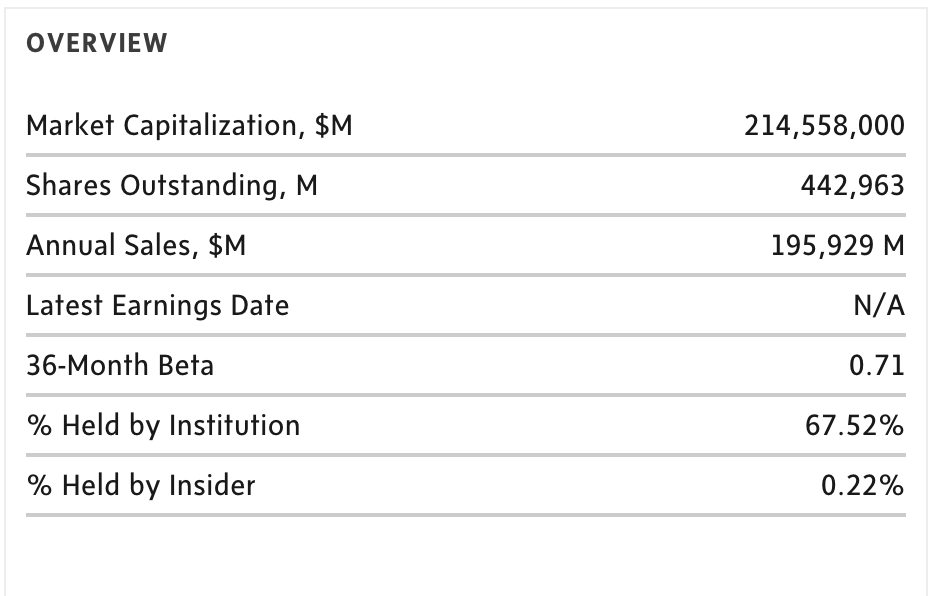 OVERVIEW
Market Capitalization, $M 214,558,000
Shares Outstanding, M 442,963
Annual Sales, $M 195,929 M
Latest Earnings Date N/A
36-Month Beta 0.71
% Held by Institution 67.52%
% Held by Insider 0.22%